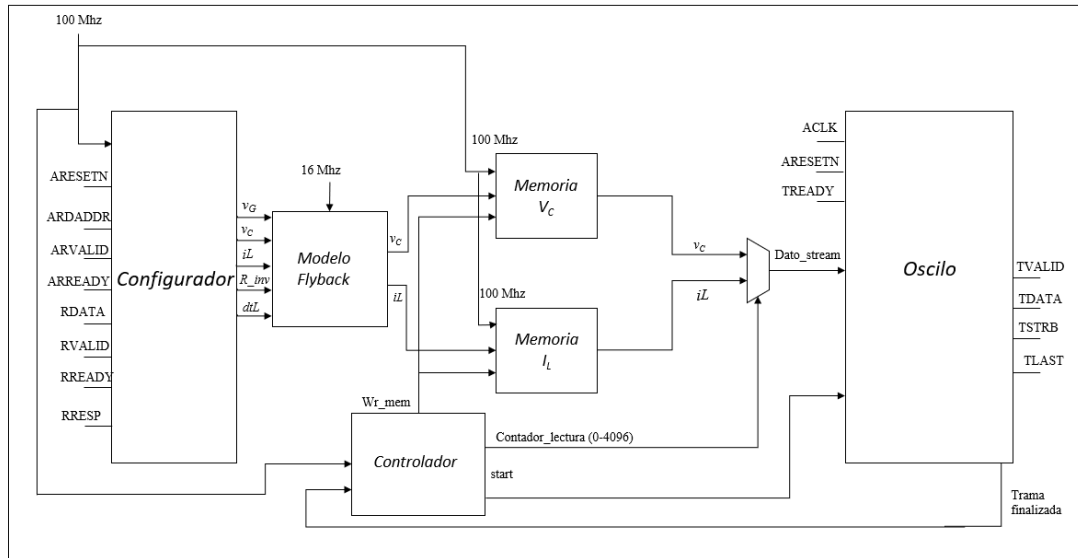 100 Mhz
ARESETN
ARDADDR
ARVALID
ARREADY
RDATA
RVALID
RREADY
RRESP
Configurador
vG
vC
iL
R_inv
dtL
16 Mhz
Modelo
Flyback
vC
iL
100 Mhz
Memoria
VC
100 Mhz
Memoria
IL
Wr_mem
Controlador
Contador_lectura (0-4096)
start
vC
iL
Dato_stream
ACLK
ARESETN
TREADY
Oscilo
TVALID
TDATA
TSTRB
TLAST
Trama
finalizada